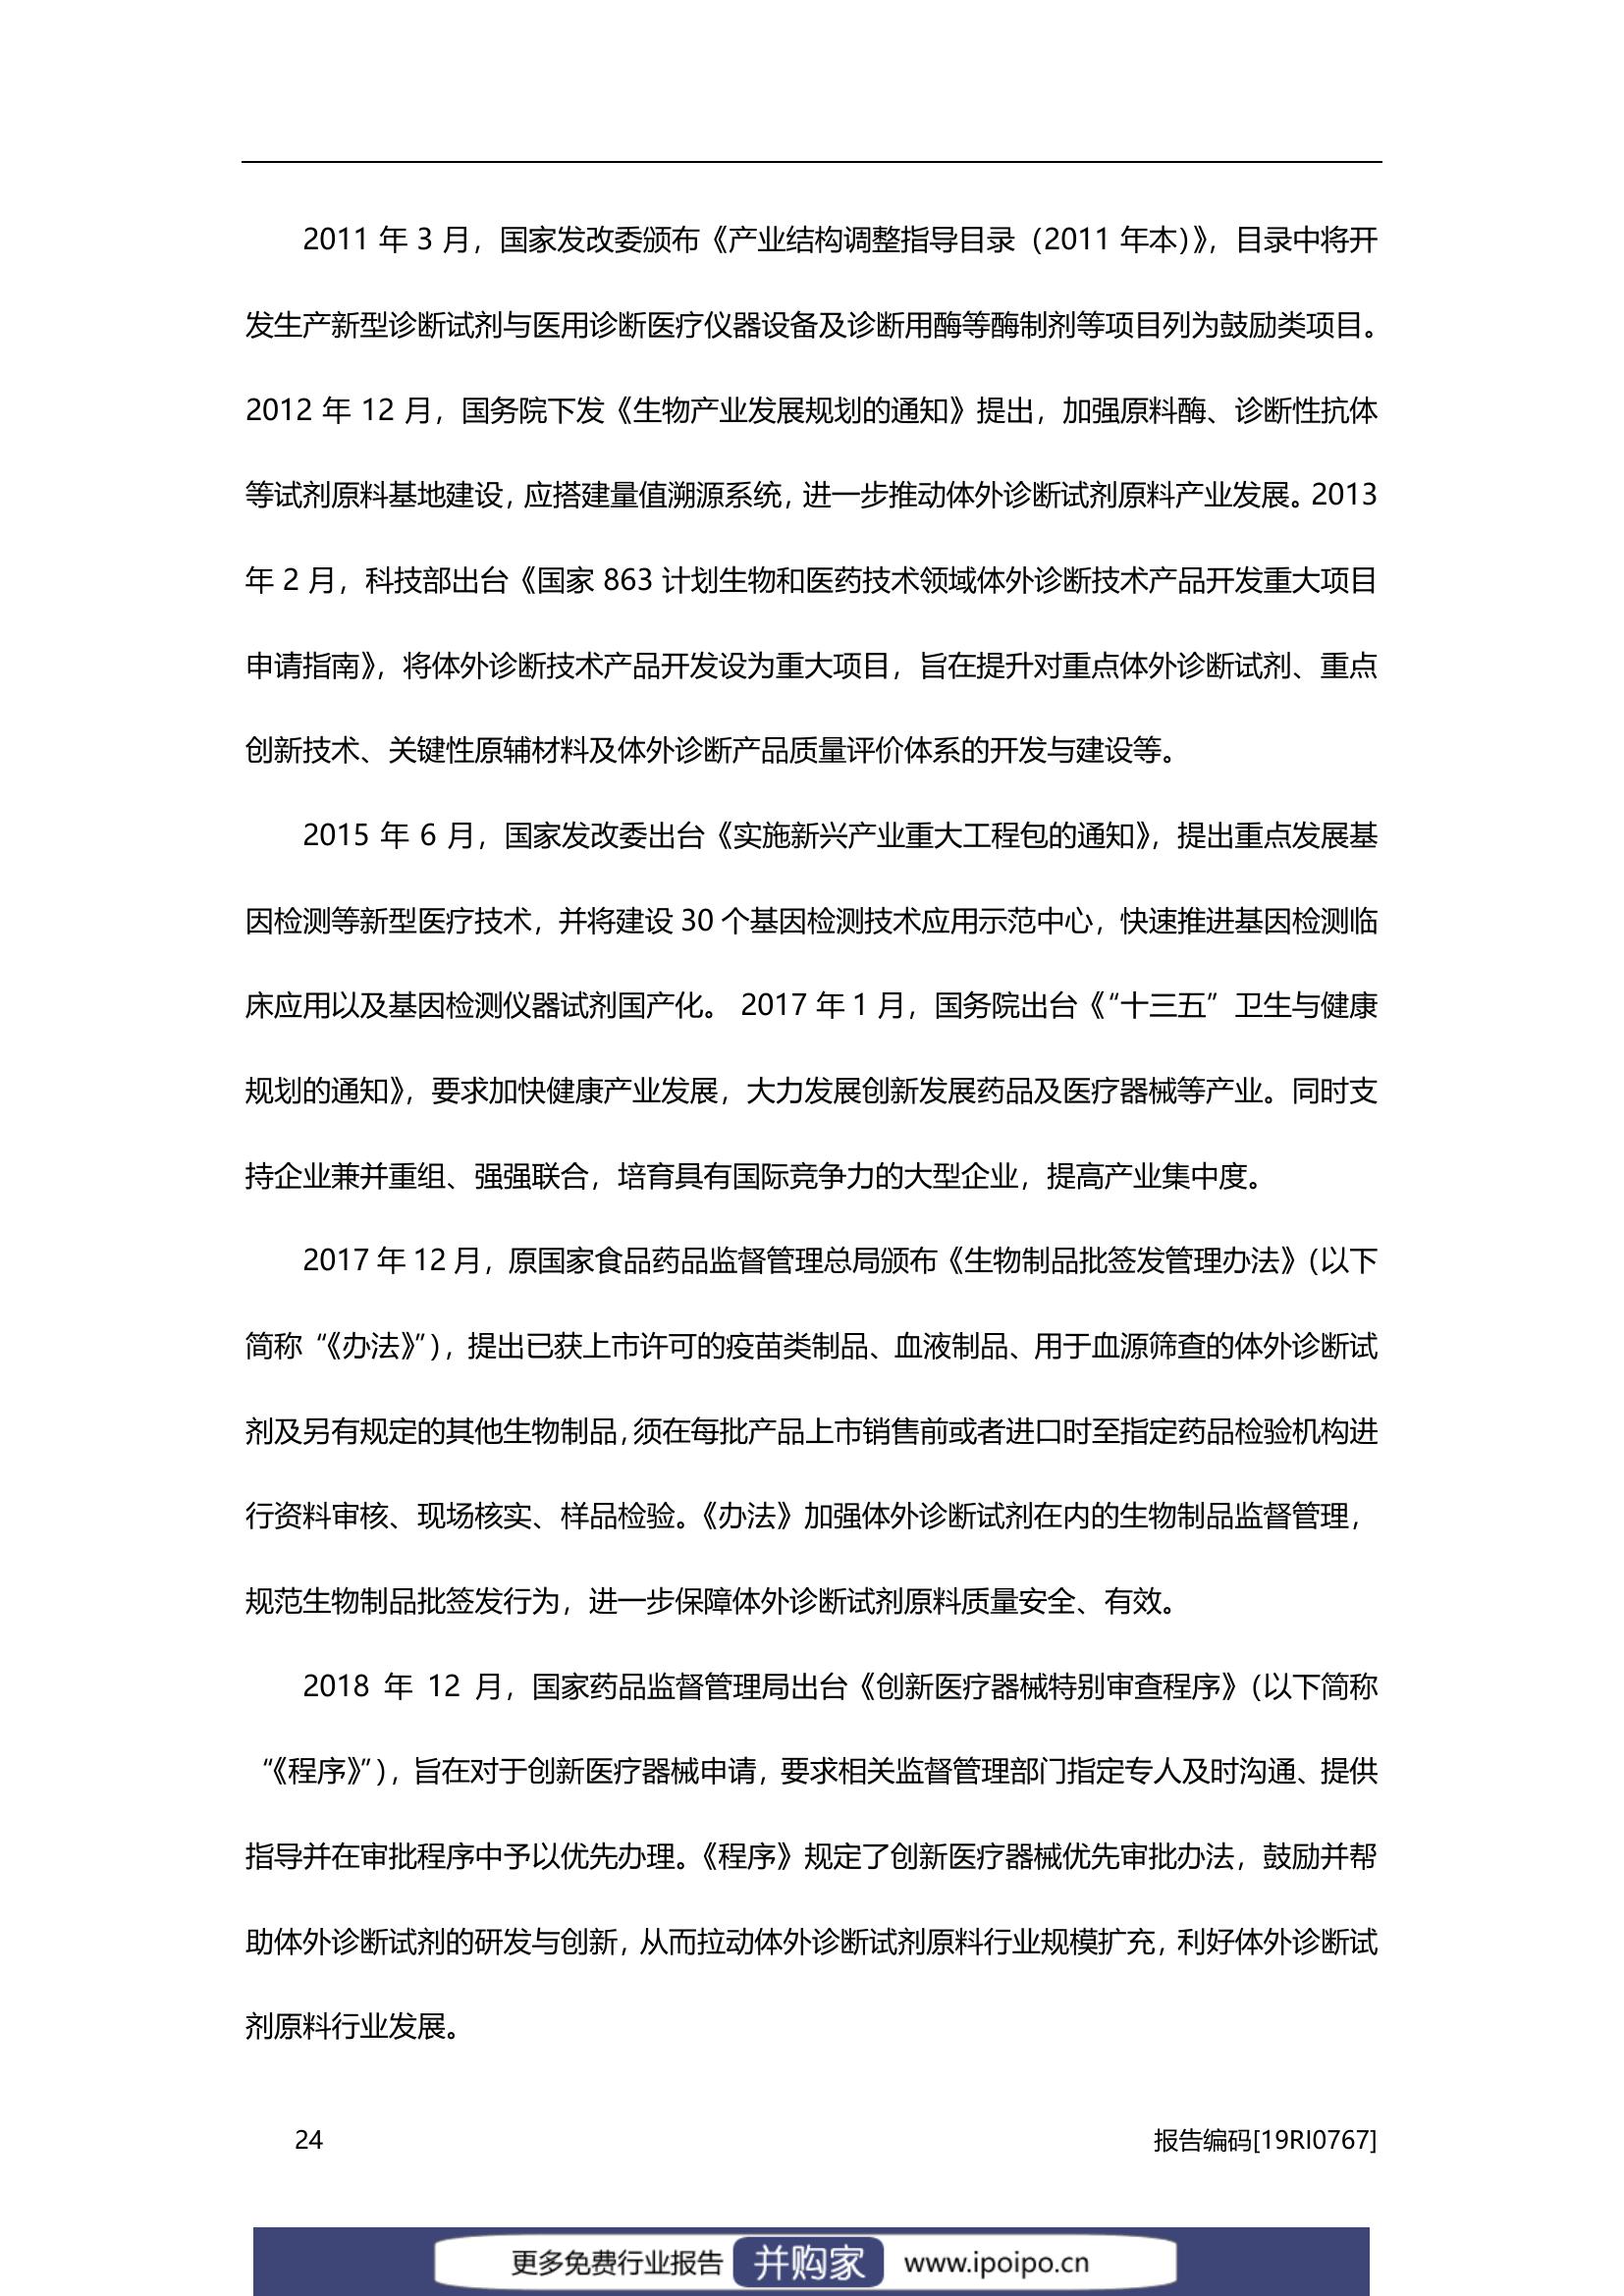 2011 年 3 月，国家发改委颁布《产业结构调整指导目录（2011 年本）》，目录中将开
发生产新型诊断试剂与医用诊断医疗仪器设备及诊断用酶等酶制剂等项目列为鼓励类项目。
2012 年 12 月，国务院下发《生物产业发展规划的通知》提出，加强原料酶、诊断性抗体
等试剂原料基地建设，应搭建量值溯源系统，进一步推动体外诊断试剂原料产业发展。2013
年 2 月，科技部出台《国家 863 计划生物和医药技术领域体外诊断技术产品开发重大项目
申请指南》，将体外诊断技术产品开发设为重大项目，旨在提升对重点体外诊断试剂、重点
创新技术、关键性原辅材料及体外诊断产品质量评价体系的开发与建设等。
2015 年 6 月，国家发改委出台《实施新兴产业重大工程包的通知》，提出重点发展基
因检测等新型医疗技术，并将建设 30 个基因检测技术应用示范中心，快速推进基因检测临
床应用以及基因检测仪器试剂国产化。 2017 年 1 月，国务院出台《“十三五”卫生与健康
规划的通知》，要求加快健康产业发展，大力发展创新发展药品及医疗器械等产业。同时支
持企业兼并重组、强强联合，培育具有国际竞争力的大型企业，提高产业集中度。
2017 年 12 月，原国家食品药品监督管理总局颁布《生物制品批签发管理办法》（以下
简称“《办法》”），提出已获上市许可的疫苗类制品、血液制品、用于血源筛查的体外诊断试
剂及另有规定的其他生物制品，须在每批产品上市销售前或者进口时至指定药品检验机构进
行资料审核、现场核实、样品检验。《办法》加强体外诊断试剂在内的生物制品监督管理，
规范生物制品批签发行为，进一步保障体外诊断试剂原料质量安全、有效。
2018 年 12 月，国家药品监督管理局出台《创新医疗器械特别审查程序》（以下简称
“《程序》”），旨在对于创新医疗器械申请，要求相关监督管理部门指定专人及时沟通、提供
指导并在审批程序中予以优先办理。《程序》规定了创新医疗器械优先审批办法，鼓励并帮
助体外诊断试剂的研发与创新，从而拉动体外诊断试剂原料行业规模扩充，利好体外诊断试
剂原料行业发展。
24 报告编码[19RI0767]
更多免费行业报告 并购家 www.ipoipo.cn